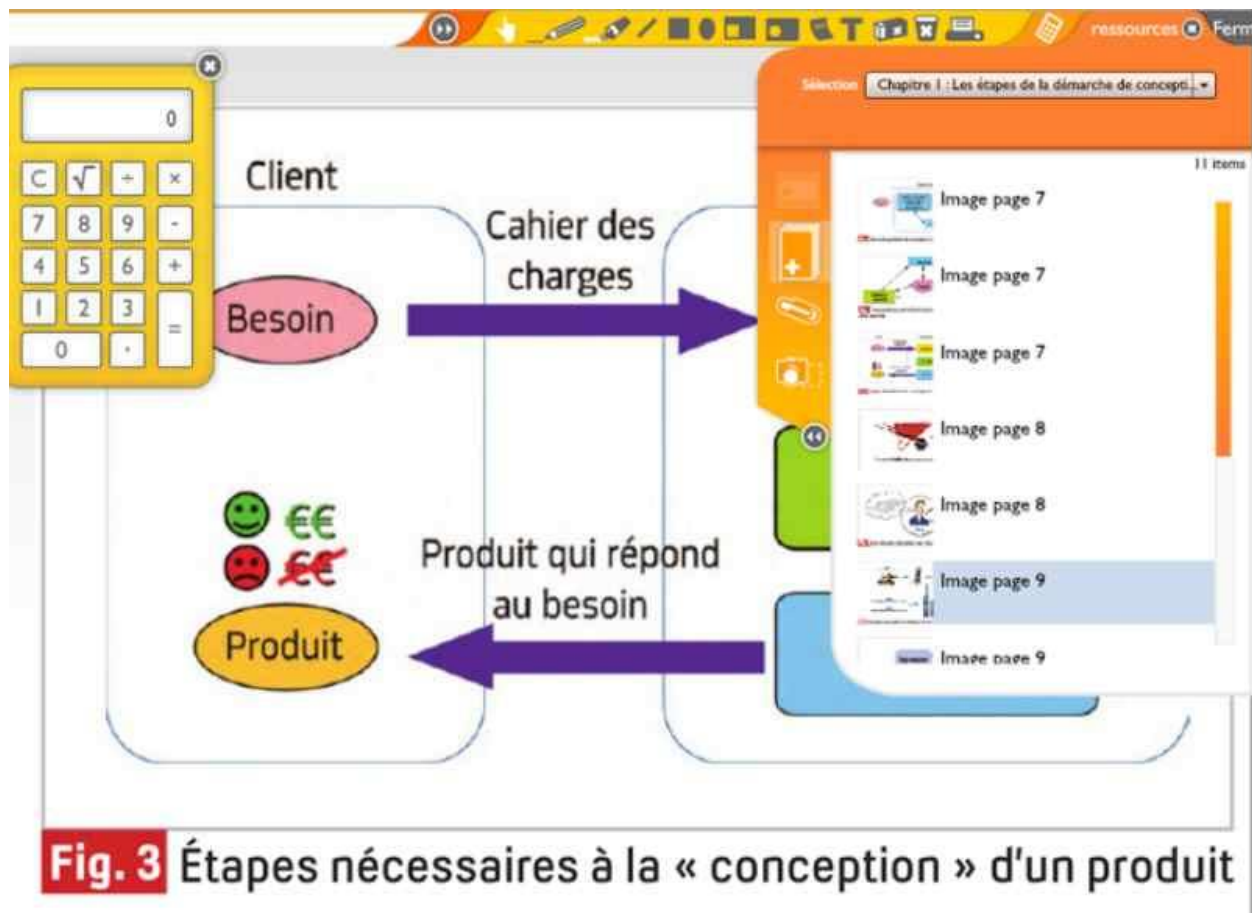 ressources
Ferm
Sélection
Chapitre 1 : Les étapes de la démarche de concepti...
11 items
0
C √ ÷ ×
7 8 9 -
4 5 6 +
1 2 3 =
0 .
Client
Cahier des
charges
Besoin
€€
€€
Produit qui répond
au besoin
Produit
Image page 7
Image page 7
Image page 7
Image page 8
Image page 8
Image page 9
Image page 9
Fig. 3 Étapes nécessaires à la « conception » d'un produit